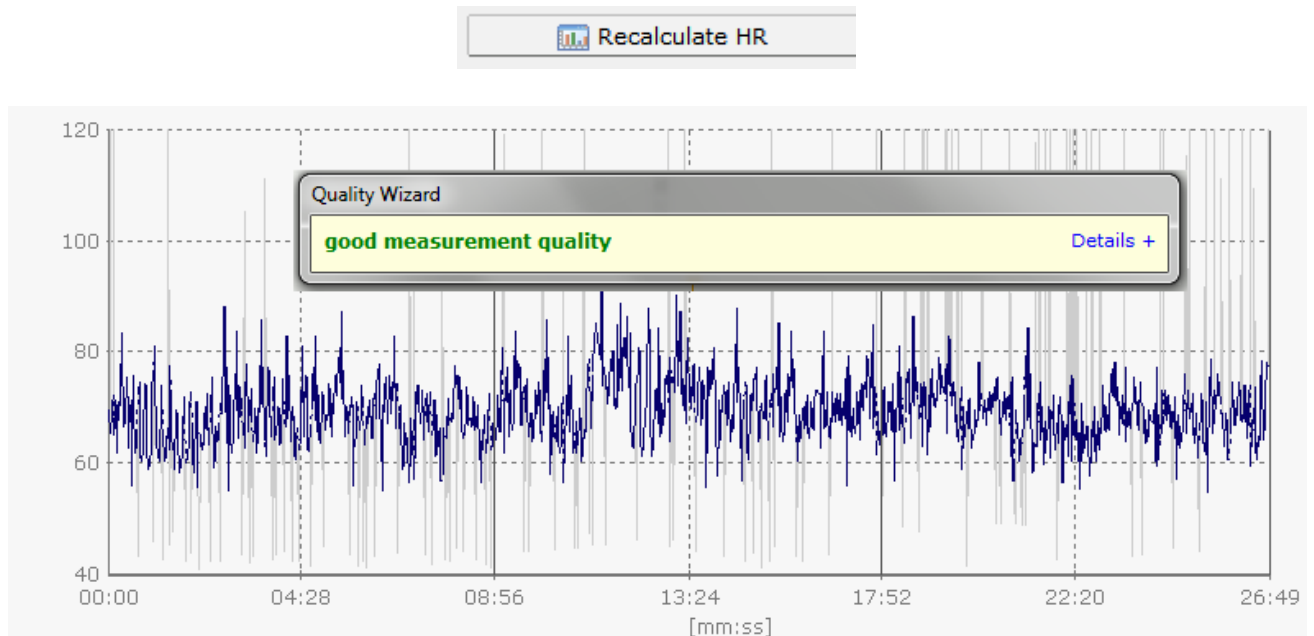 Recalculate HR
120
Quality Wizard
good measurement quality Details +
100
80
60
40
00:00 04:28 08:56 13:24 17:52 22:20 26:49
[mm:ss]